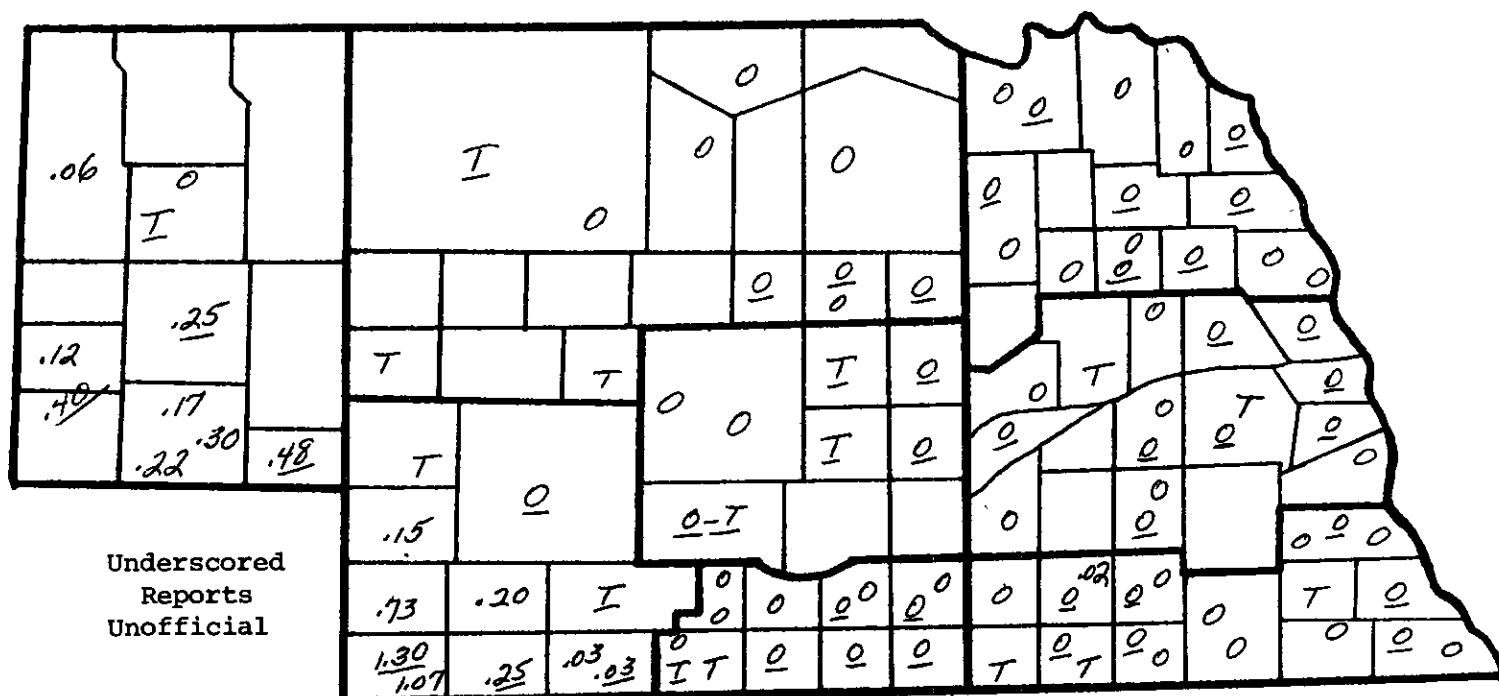 0
0 0 0
.06 I 0 0 0 0
0 I 0 0 0
0 0 0 0
0 0 0 0 0 0
0 0 0
.25 0 0 0
.12 T T I 0 0 T 0
.40 .17 0 0 0 T 0
.22 .30 .48 T 0 I 0 0 0 0 0
0 0
.15 0-T 0 0 0 0 0
Underscored
Reports
Unofficial
.73 .20 I 0 0 0 0 0 0 0 0 0 .02 0 0 0 T 0
1.30 .25 .03 0 I T 0 0 0 T 0 T 0 0 0 0 0 0
1.07 .03